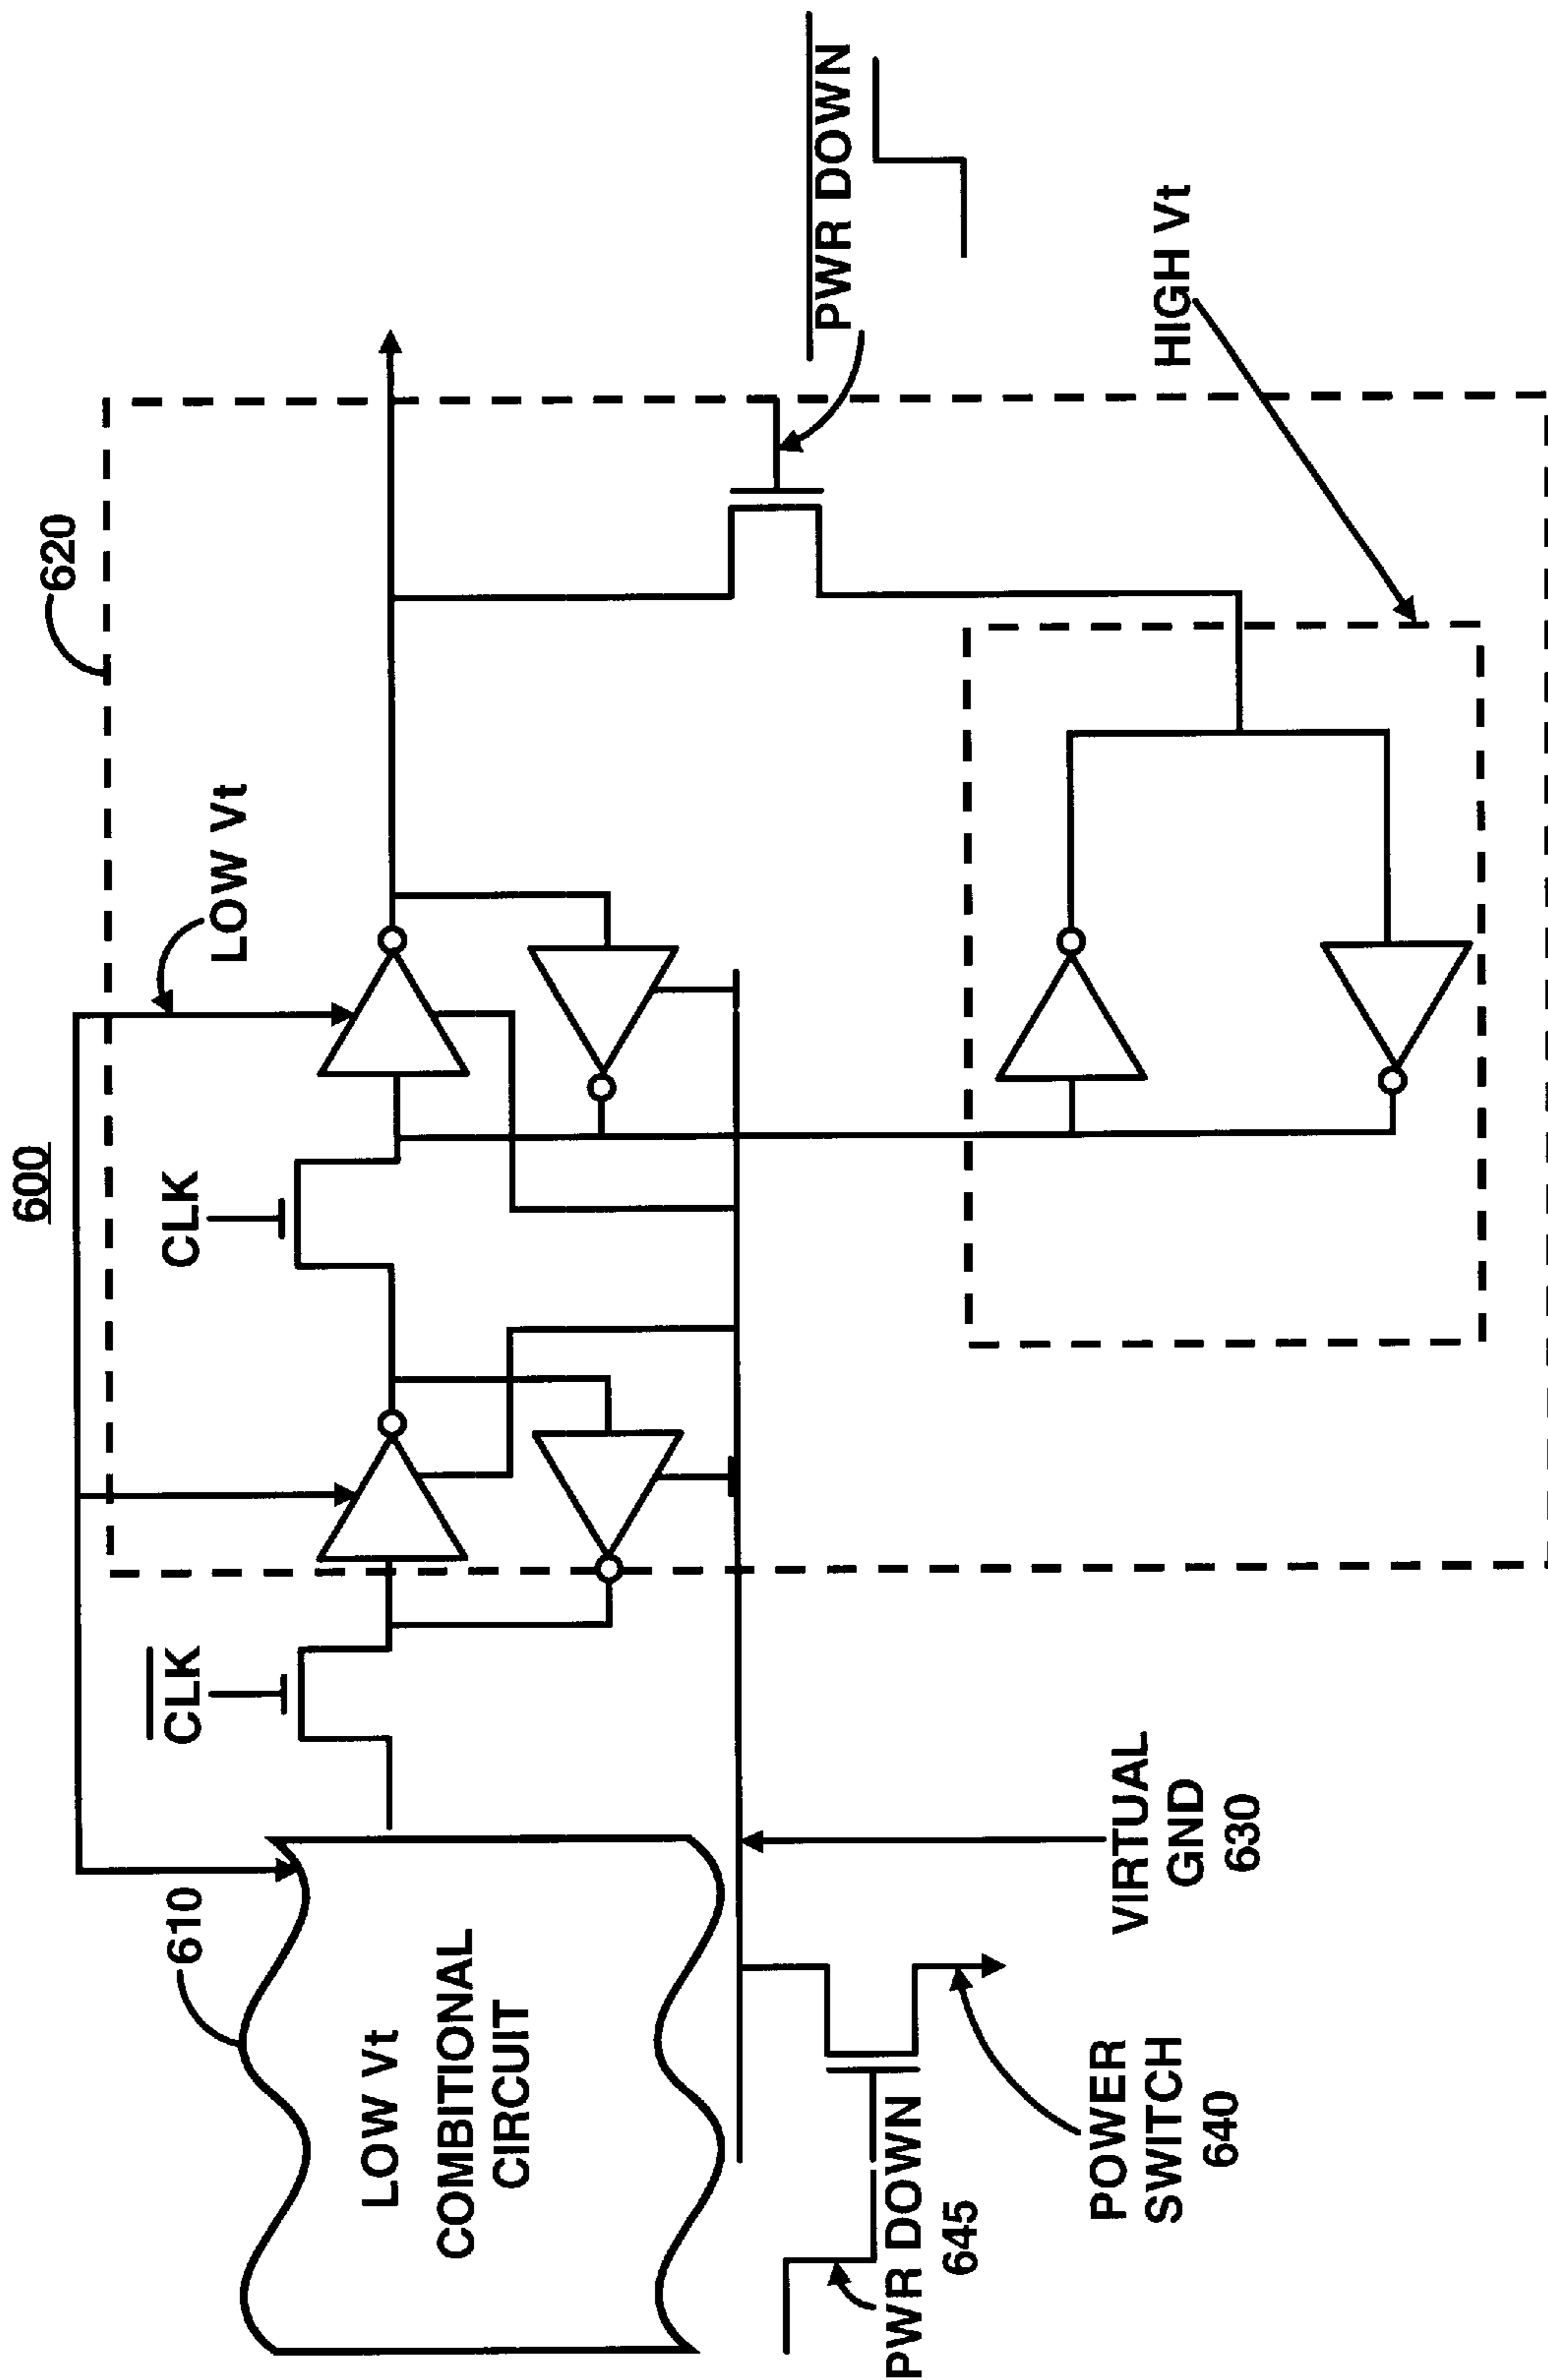 600
620
LOW Vt
CLK
CLK
610
LOW Vt
COMBITIONAL
CIRCUIT
PWR DOWN
HIGH Vt
VIRTUAL
GND
630
PWR DOWN
645
POWER
SWITCH
640